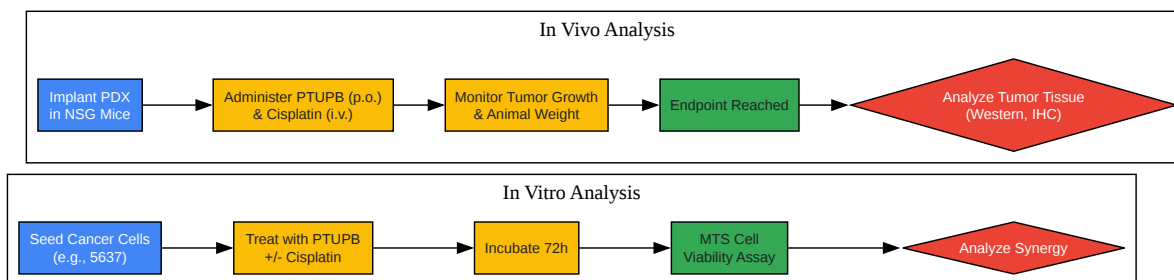 In Vivo Analysis
Implant PDX
in NSG Mice
Administer PTUPB (p.o.)
& Cisplatin (i.v.)
Monitor Tumor Growth
& Animal Weight
Endpoint Reached
Analyze Tumor Tissue
(Western, IHC)
In Vitro Analysis
Seed Cancer Cells
(e.g., 5637)
Treat with PTUPB
+/- Cisplatin
Incubate 72h
MTS Cell
Viability Assay
Analyze Synergy